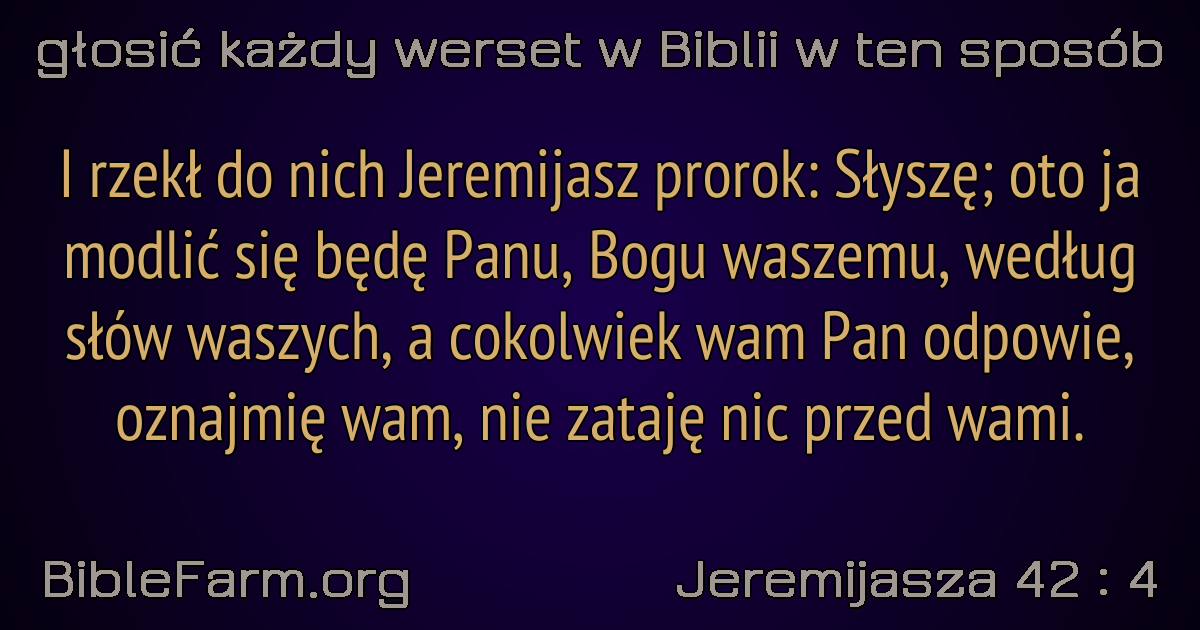 głosić każdy werset w Biblii w ten sposób
I rzekł do nich Jeremijasz prorok: Słyszę; oto ja
modlić się będę Panu, Bogu waszemu, według
słów waszych, a cokolwiek wam Pan odpowie,
oznajmię wam, nie zataję nic przed wami.
BibleFarm.org
Jeremijasza 42 : 4